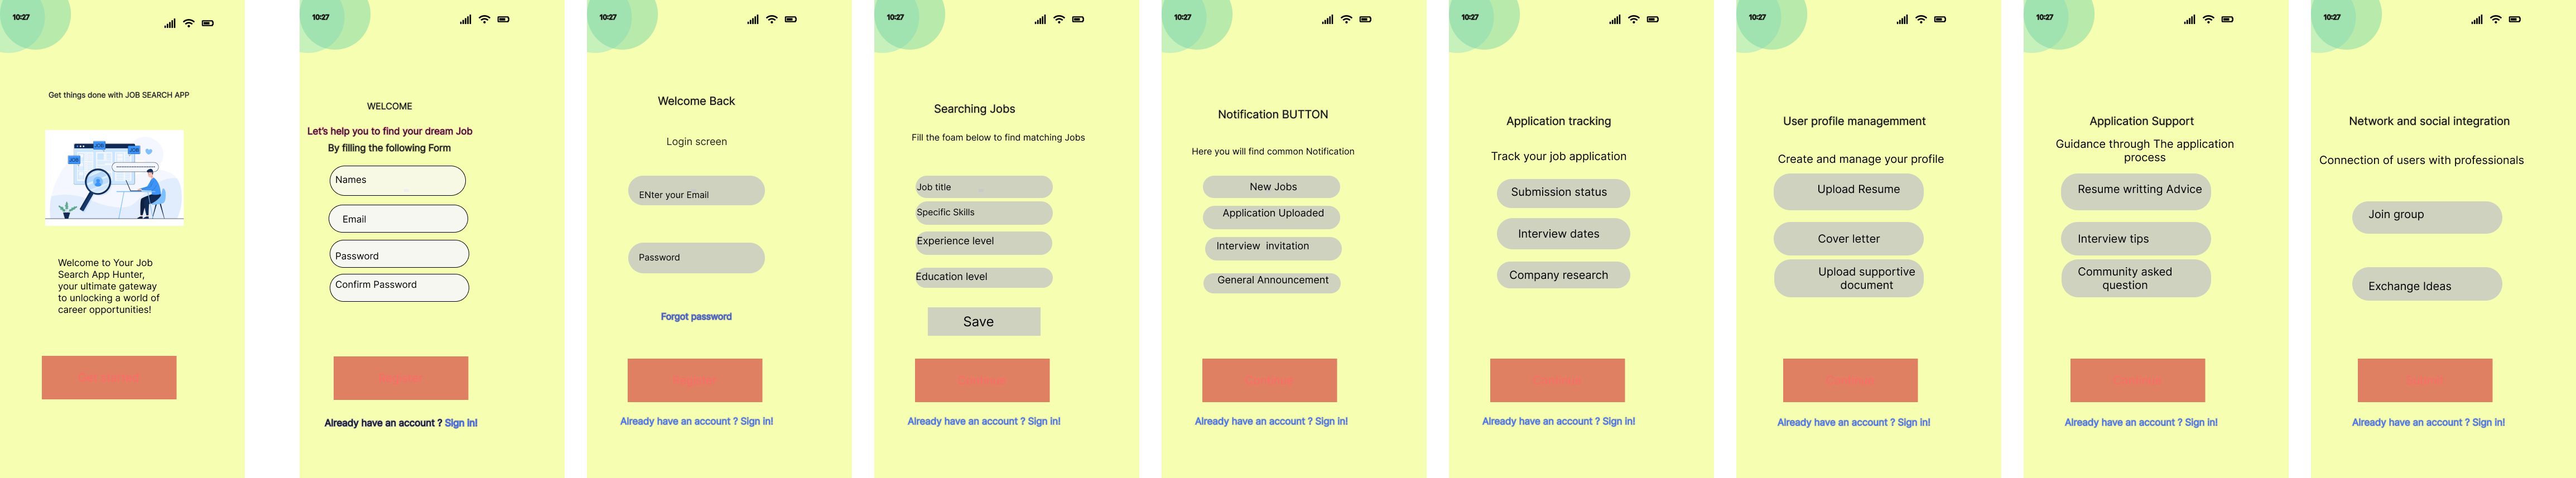 10:27
Get things done with JOB SEARCH APP
JOB
JOB
JOB
Welcome to Your Job
Search App Hunter,
your ultimate gateway
to unlocking a world of
career opportunities!
10:27
WELCOME
Let's help you to find your dream Job
By filling the following Form
Names
Email
Password
Confirm Password
Already have an account ? Sign in!
10:27
Welcome Back
Login screen
ENter your Email
Password
Forgot password
Already have an account ? Sign in!
10:27
Searching Jobs
Fill the foam below to find matching Jobs
Job title
Specific Skills
Experience level
Education level
Save
Already have an account ? Sign in!
10:27
Notification BUTTON
Here you will find common Notification
New Jobs
Application Uploaded
Interview invitation
General Announcement
Already have an account ? Sign in!
10:27
Application tracking
Track your job application
Submission status
Interview dates
Company research
Already have an account ? Sign in!
10:27
User profile managemment
Create and manage your profile
Upload Resume
Cover letter
Upload supportive
document
Already have an account ? Sign in!
10:27
Application Support
Guidance through The application
process
Resume writting Advice
Interview tips
Community asked
question
Already have an account ? Sign in!
10:27
Network and social integration
Connection of users with professionals
Join group
Exchange Ideas
Already have an account ? Sign in!